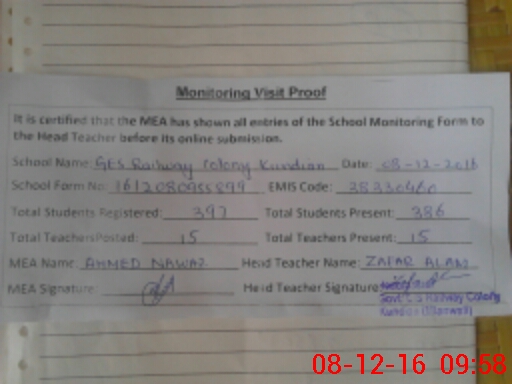 Monitoring Visit Proof
It is certified that the MEA has shown all entries of the School Monitoring Form to
the Head Teacher before its online submission.
School Name: GES Railway Colony Kundian Date: 08-12-2016
School Form No: 161208095S899 EMIS Code: 38330460
Total Students Registered: 397 Total Students Present: 386
Total TeachersPosted: 15 Total Teachers Present: 15
MEA Name: AHMED NAWAZ Head Teacher Name: ZAFAR ALAM
MEA Signature: Head Teacher Signature:
Govt. E S Railway Colony
Kundian (Mianwali)
08-12-16 09:58